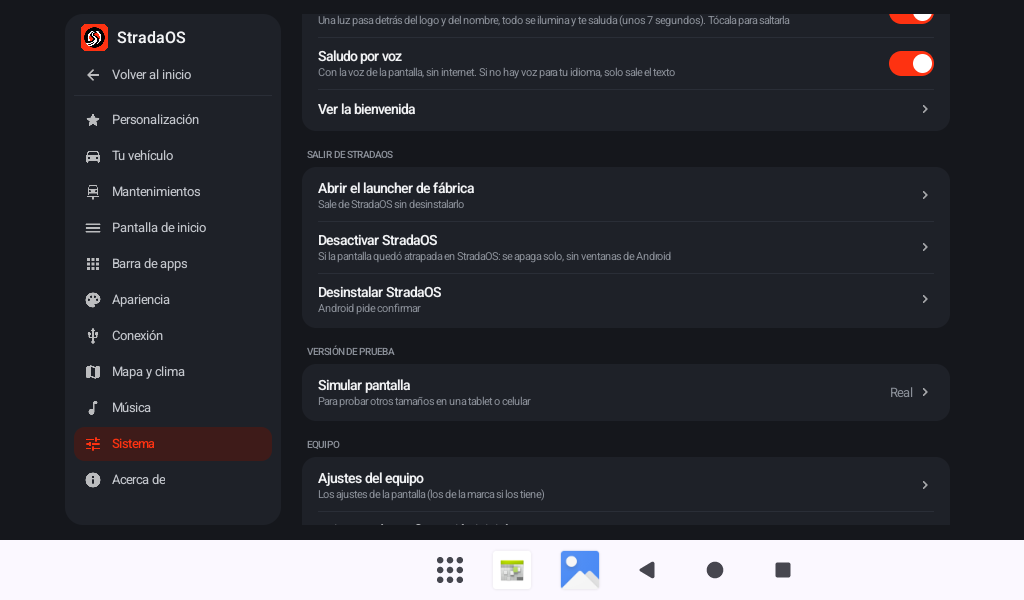 StradaOS
Volver al inicio
Personalización
Tu vehículo
Mantenimientos
Pantalla de inicio
Barra de apps
Apariencia
Conexión
Mapa y clima
Música
Sistema
Acerca de
Una luz pasa detrás del logo y del nombre, todo se ilumina y te saluda (unos 7 segundos). Tócala para saltarla
Saludo por voz
Con la voz de la pantalla, sin internet. Si no hay voz para tu idioma, solo sale el texto
Ver la bienvenida
SALIR DE STRADAOS
Abrir el launcher de fábrica
Sale de StradaOS sin desinstalarlo
Desactivar StradaOS
Si la pantalla quedó atrapada en StradaOS: se apaga solo, sin ventanas de Android
Desinstalar StradaOS
Android pide confirmar
VERSIÓN DE PRUEBA
Simular pantalla
Para probar otros tamaños en una tablet o celular
Real
EQUIPO
Ajustes del equipo
Los ajustes de la pantalla (los de la marca si los tiene)